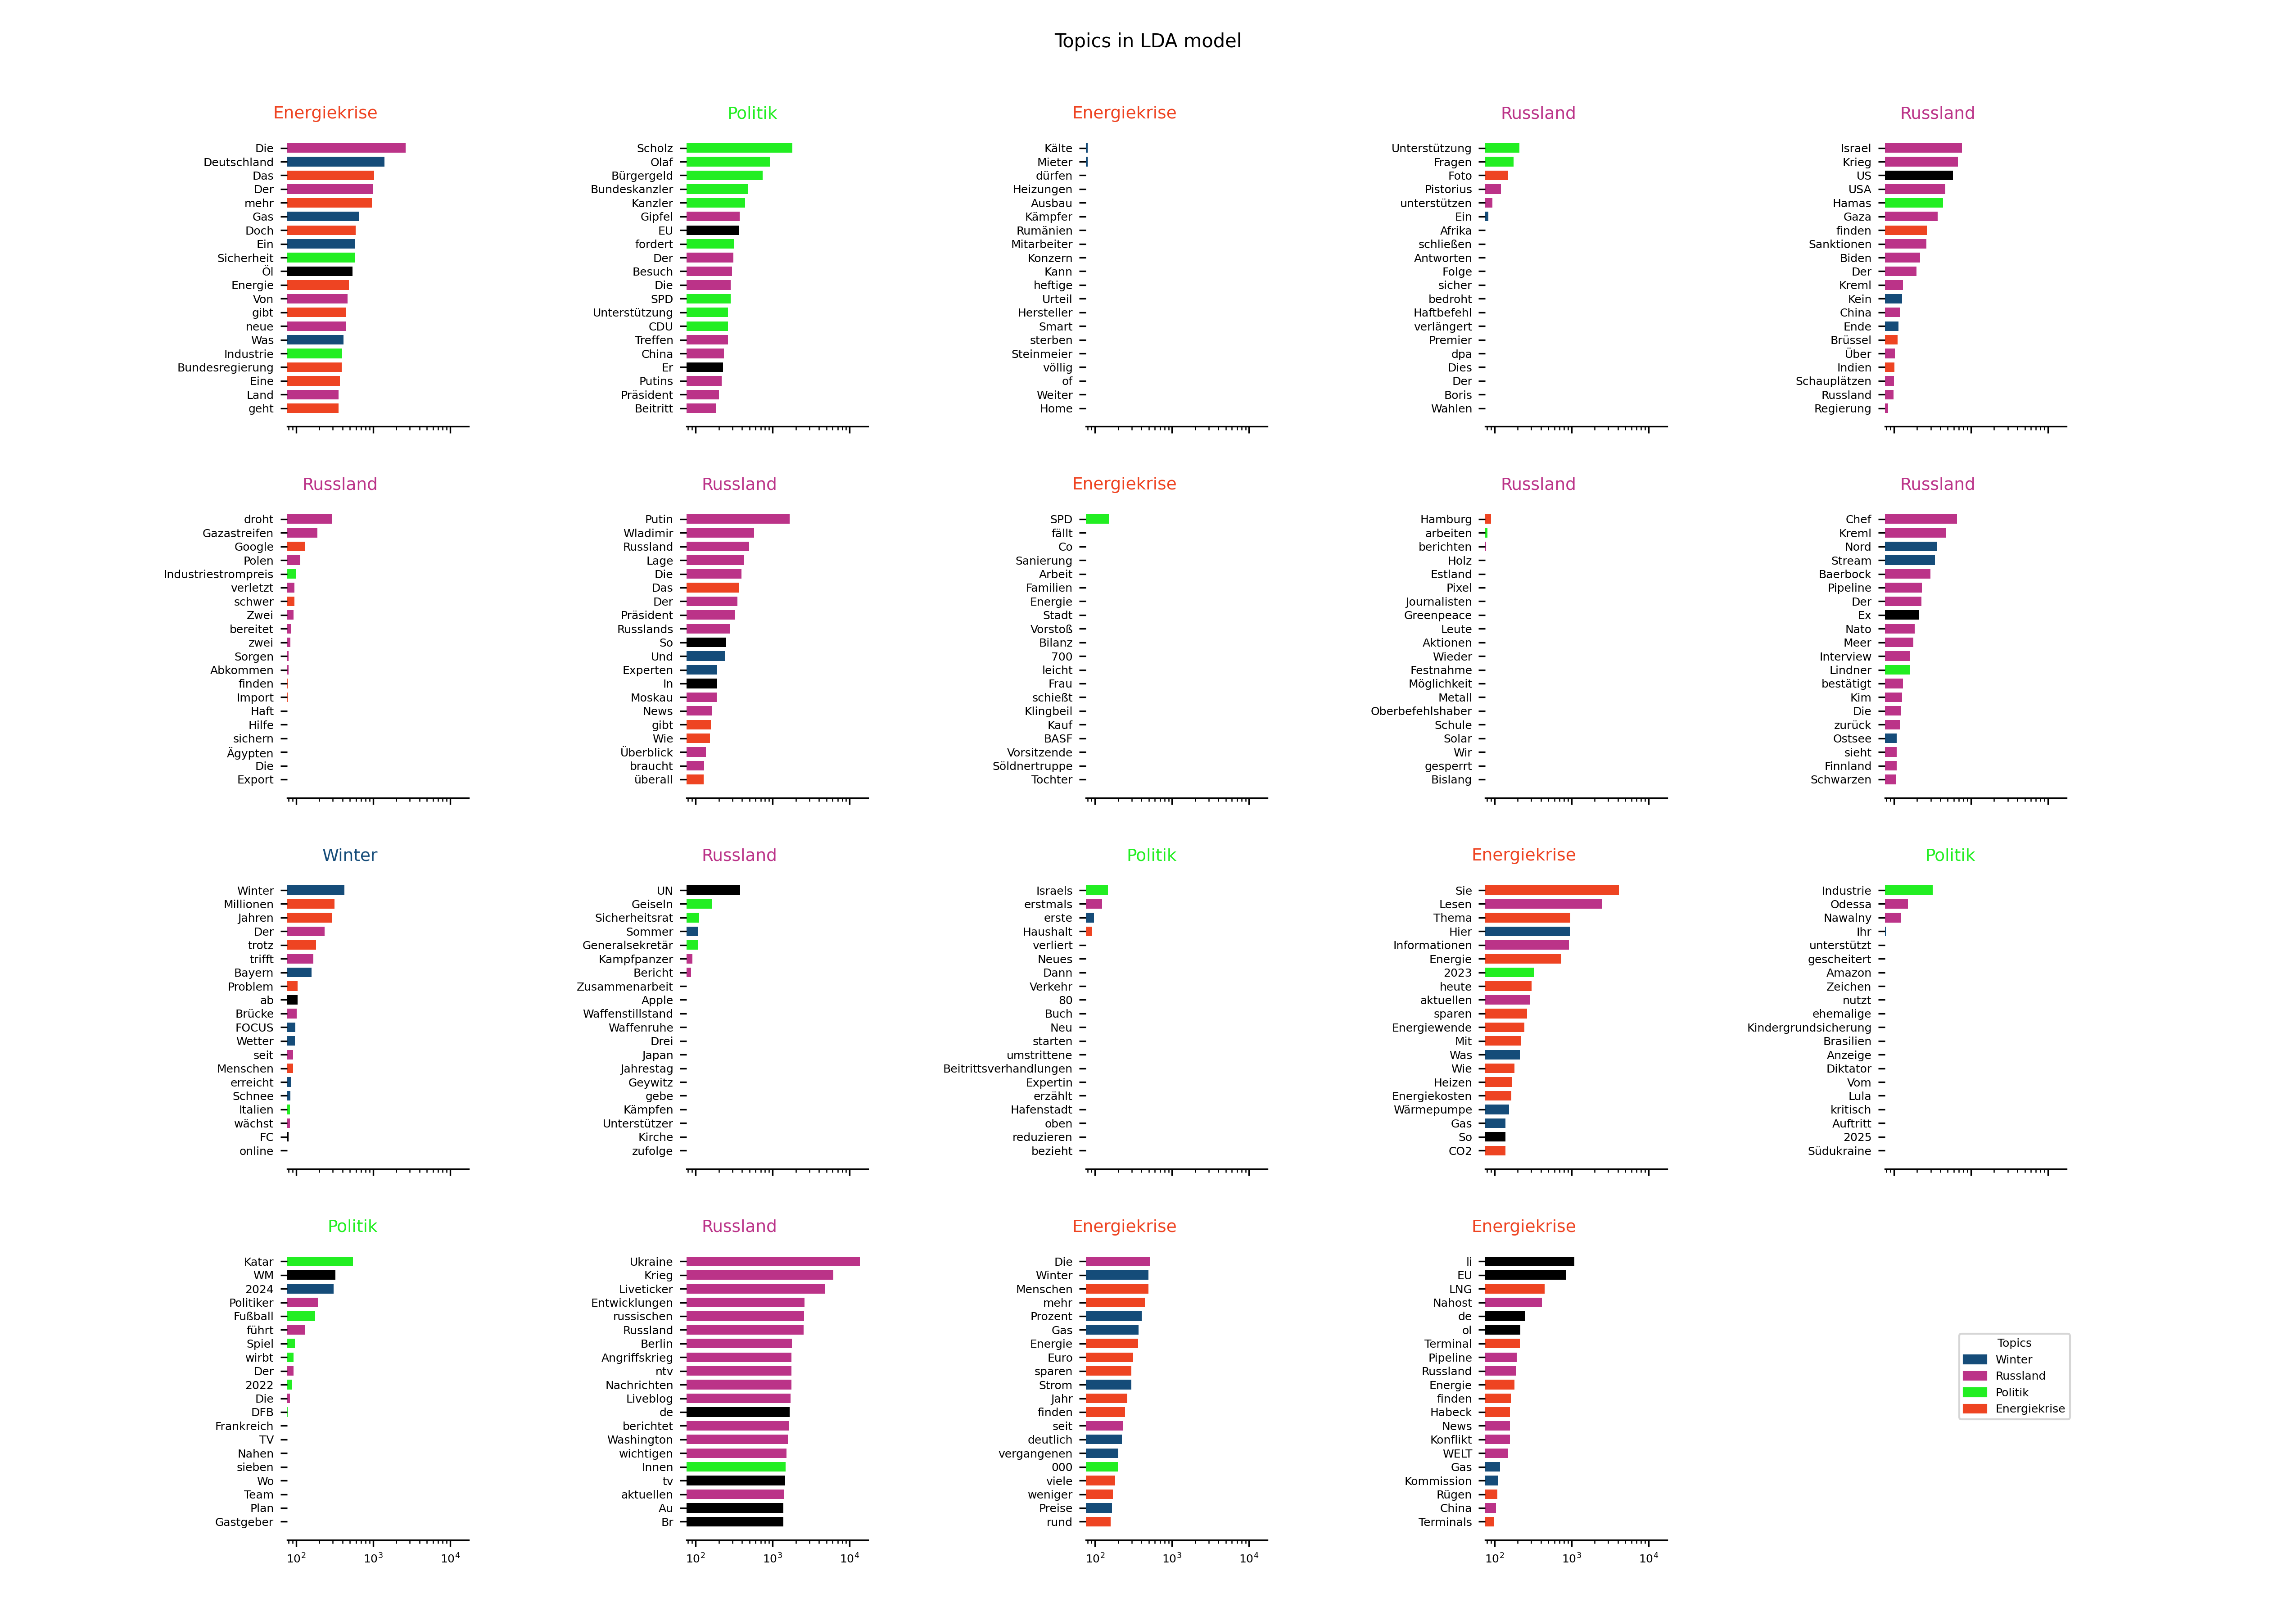 Topics in LDA model
Energiekrise
Die
Deutschland
Das
Der
mehr
Gas
Doch
Ein
Sicherheit
Öl
Energie
Von
gibt
neue
Was
Industrie
Bundesregierung
Eine
Land
geht
Politik
Scholz
Olaf
Bürgergeld
Bundeskanzler
Kanzler
Gipfel
EU
fordert
Der
Besuch
Die
SPD
Unterstützung
CDU
Treffen
China
Er
Putins
Präsident
Beitritt
Energiekrise
Kälte
Mieter
dürfen
Heizungen
Ausbau
Kämpfer
Rumänien
Mitarbeiter
Konzern
Kann
heftige
Urteil
Hersteller
Smart
sterben
Steinmeier
völlig
of
Weiter
Home
Russland
Unterstützung
Fragen
Foto
Pistorius
unterstützen
Ein
Afrika
schließen
Antworten
Folge
sicher
bedroht
Haftbefehl
verlängert
Premier
dpa
Dies
Der
Boris
Wahlen
Russland
Israel
Krieg
US
USA
Hamas
Gaza
finden
Sanktionen
Biden
Der
Kreml
Kein
China
Ende
Brüssel
Über
Indien
Schauplätzen
Russland
Regierung
Russland
droht
Gazastreifen
Google
Polen
Industriestrompreis
verletzt
schwer
Zwei
bereitet
zwei
Sorgen
Abkommen
finden
Import
Haft
Hilfe
sichern
Ägypten
Die
Export
Russland
Putin
Wladimir
Russland
Lage
Die
Das
Der
Präsident
Russlands
So
Und
Experten
In
Moskau
News
gibt
Wie
Überblick
braucht
überall
Energiekrise
SPD
fällt
Co
Sanierung
Arbeit
Familien
Energie
Stadt
Vorstoß
Bilanz
700
leicht
Frau
schießt
Klingbeil
Kauf
BASF
Vorsitzende
Söldnertruppe
Tochter
Russland
Hamburg
arbeiten
berichten
Holz
Estland
Pixel
Journalisten
Greenpeace
Leute
Aktionen
Wieder
Festnahme
Möglichkeit
Metall
Oberbefehlshaber
Schule
Solar
Wir
gesperrt
Bislang
Russland
Chef
Kreml
Nord
Stream
Baerbock
Pipeline
Der
Ex
Nato
Meer
Interview
Lindner
bestätigt
Kim
Die
zurück
Ostsee
sieht
Finnland
Schwarzen
Winter
Winter
Millionen
Jahren
Der
trotz
trifft
Bayern
Problem
ab
Brücke
FOCUS
Wetter
seit
Menschen
erreicht
Schnee
Italien
wächst
FC
online
Russland
UN
Geiseln
Sicherheitsrat
Sommer
Generalsekretär
Kampfpanzer
Bericht
Zusammenarbeit
Apple
Waffenstillstand
Waffenruhe
Drei
Japan
Jahrestag
Geywitz
gebe
Kämpfen
Unterstützer
Kirche
zufolge
Politik
Israels
erstmals
erste
Haushalt
verliert
Neues
Dann
Verkehr
80
Buch
Neu
starten
umstrittene
Beitrittsverhandlungen
Expertin
erzählt
Hafenstadt
oben
reduzieren
bezieht
Energiekrise
Sie
Lesen
Thema
Hier
Informationen
Energie
2023
heute
aktuellen
sparen
Energiewende
Mit
Was
Wie
Heizen
Energiekosten
Wärmepumpe
Gas
So
CO2
Politik
Industrie
Odessa
Nawalny
Ihr
unterstützt
gescheitert
Amazon
Zeichen
nutzt
ehemalige
Kindergrundsicherung
Brasilien
Anzeige
Diktator
Vom
Lula
kritisch
Auftritt
2025
Südukraine
Politik
Katar
WM
2024
Politiker
Fußball
führt
Spiel
wirbt
Der
2022
Die
DFB
Frankreich
TV
Nahen
sieben
Wo
Team
Plan
Gastgeber
10² 10³ 10⁴
Russland
Ukraine
Krieg
Liveticker
Entwicklungen
russischen
Russland
Berlin
Angriffskrieg
ntv
Nachrichten
Liveblog
de
berichtet
Washington
wichtigen
Innen
tv
aktuellen
Au
Br
10² 10³ 10⁴
Energiekrise
Die
Winter
Menschen
mehr
Prozent
Gas
Energie
Euro
sparen
Strom
Jahr
finden
seit
deutlich
vergangenen
000
viele
weniger
Preise
rund
10² 10³ 10⁴
Energiekrise
EU
LNG
Nahost
de
ol
Terminal
Pipeline
Russland
Energie
finden
Habeck
News
Konflikt
WELT
Gas
Kommission
Rügen
China
Terminals
10² 10³ 10⁴
Topics
Winter
Russland
Politik
Energiekrise